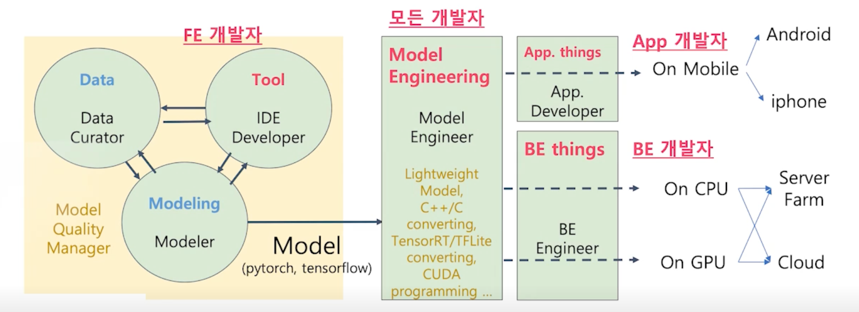 모든 개발자
FE 개발자
Data
Data
Curator
Tool
IDE
Developer
Modeling
Modeler
Model
Quality
Manager
Model
(pytorch, tensorflow)
Model
Engineering
Model
Engineer
Lightweight
Model,
C++/C
converting,
TensorRT/TFLite
converting,
CUDA
programming ...
App. things
App.
Developer
BE things
BE
Engineer
App 개발자
On Mobile
Android
iphone
BE 개발자
On CPU
On GPU
Server
Farm
Cloud